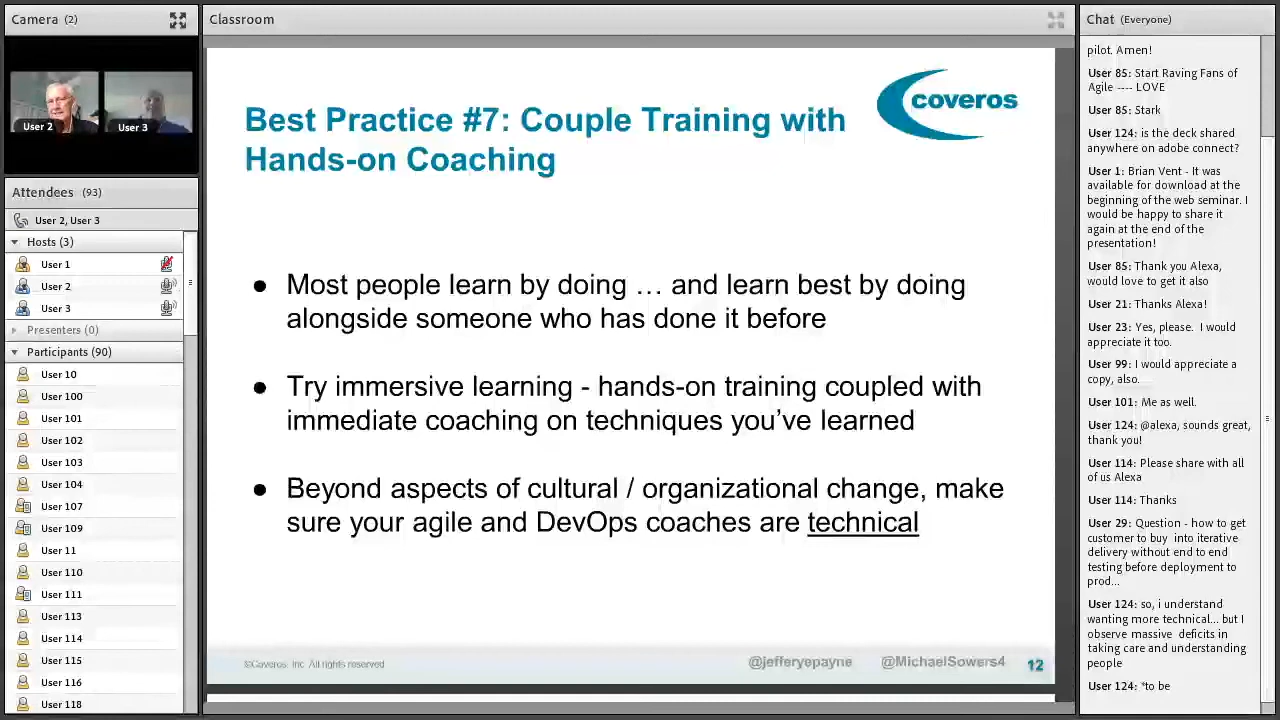 Camera (2)
User 2
User 3
Attendees (93)
User 2, User 3
Hosts (3)
User 1
User 2
User 3
Presenters (0)
Participants (90)
User 10
User 100
User 101
User 102
User 103
User 104
User 107
User 109
User 11
User 110
User 111
User 113
User 114
User 115
User 116
User 118
Classroom
coveros
Best Practice #7: Couple Training with
Hands-on Coaching
● Most people learn by doing … and learn best by doing
alongside someone who has done it before
● Try immersive learning - hands-on training coupled with
immediate coaching on techniques you’ve learned
● Beyond aspects of cultural / organizational change, make
sure your agile and DevOps coaches are technical
©Coveros, Inc. All rights reserved
@jefferyepayne
@MichaelSowers4
12
Chat (Everyone)
pilot. Amen!
User 85: Start Raving Fans of
Agile ---- LOVE
User 85: Stark
User 124: is the deck shared
anywhere on adobe connect?
User 1: Brian Vent - It was
available for download at the
beginning of the web seminar. I
would be happy to share it
again at the end of the
presentation!
User 85: Thank you Alexa,
would love to get it also
User 21: Thanks Alexa!
User 23: Yes, please. I would
appreciate it too.
User 99: I would appreciate a
copy, also.
User 101: Me as well.
User 124: @alexa, sounds great,
thank you!
User 114: Please share with all
of us Alexa
User 114: Thanks
User 29: Question - how to get
customer to buy into iterative
delivery without end to end
testing before deployment to
prod...
User 124: so, i understand
wanting more technical... but I
observe massive deficits in
taking care and understanding
people
User 124: *to be